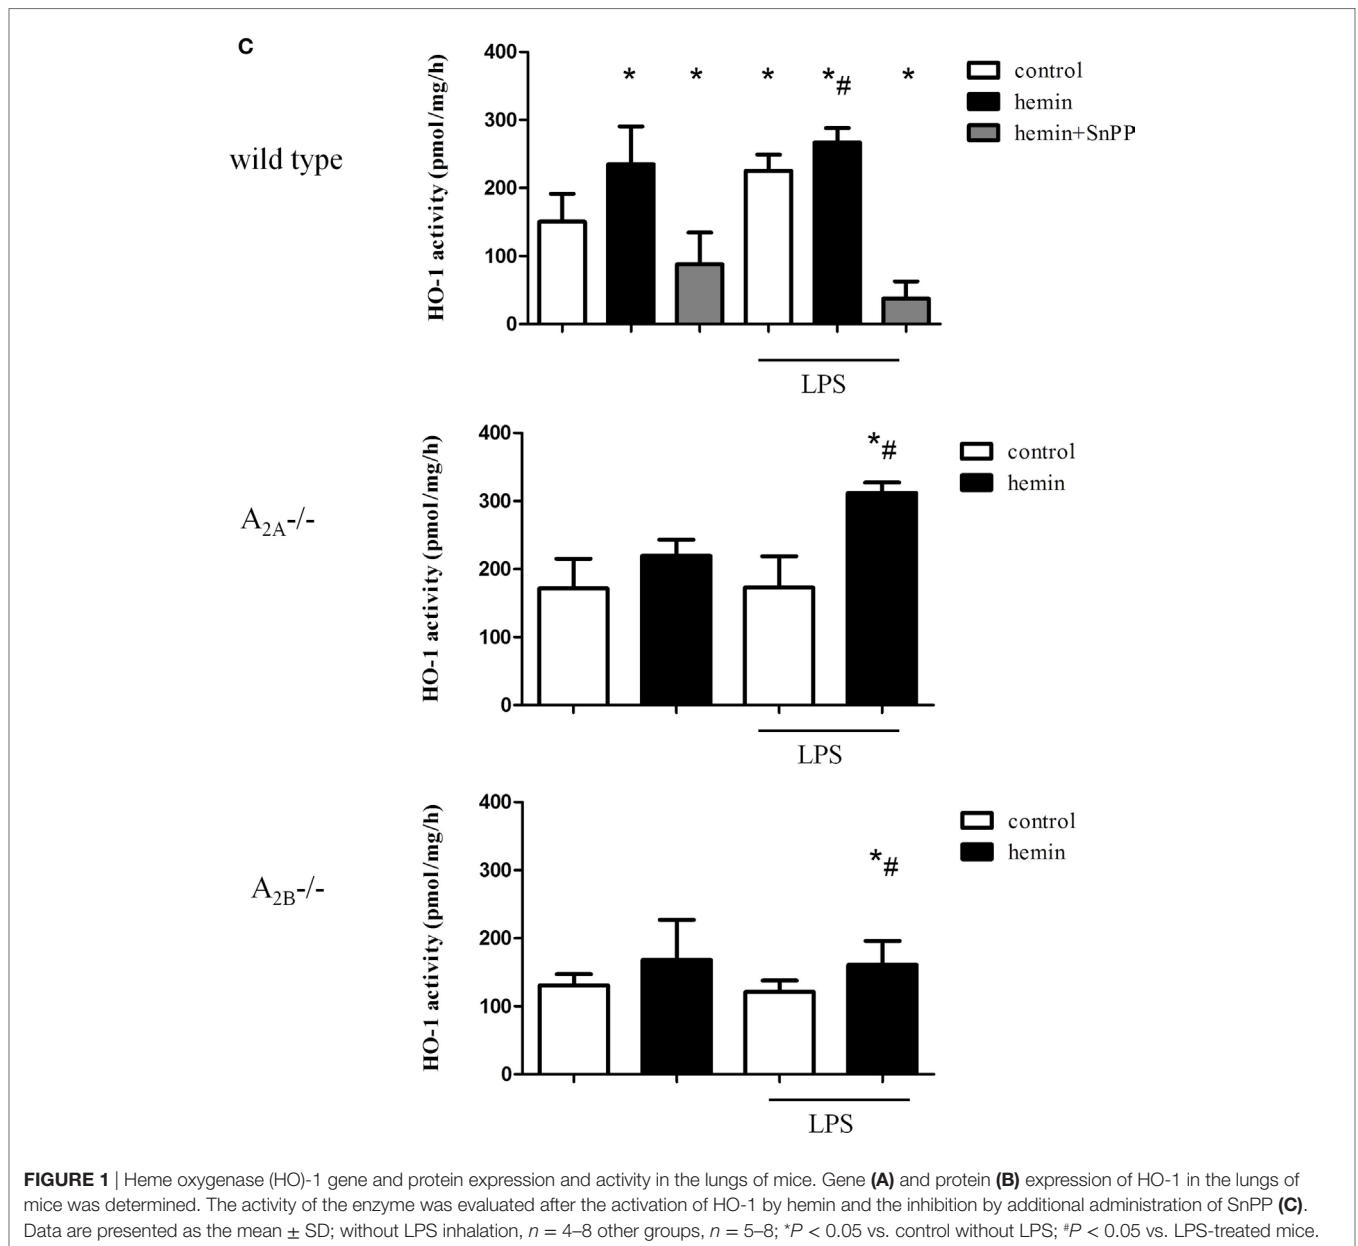 C
wild type
HO-1 activity (pmol/mg/h)
400
300
200
100
0
* * * *# *
control
hemin
hemin+SnPP
LPS
A2A-/-
HO-1 activity (pmol/mg/h)
400
300
200
100
0
*#
control
hemin
LPS
A2B-/-
HO-1 activity (pmol/mg/h)
400
300
200
100
0
*#
control
hemin
LPS
FIGURE 1 | Heme oxygenase (HO)-1 gene and protein expression and activity in the lungs of mice. Gene (A) and protein (B) expression of HO-1 in the lungs of
mice was determined. The activity of the enzyme was evaluated after the activation of HO-1 by hemin and the inhibition by additional administration of SnPP (C).
Data are presented as the mean ± SD; without LPS inhalation, n = 4–8 other groups, n = 5–8; *P < 0.05 vs. control without LPS; #P < 0.05 vs. LPS-treated mice.